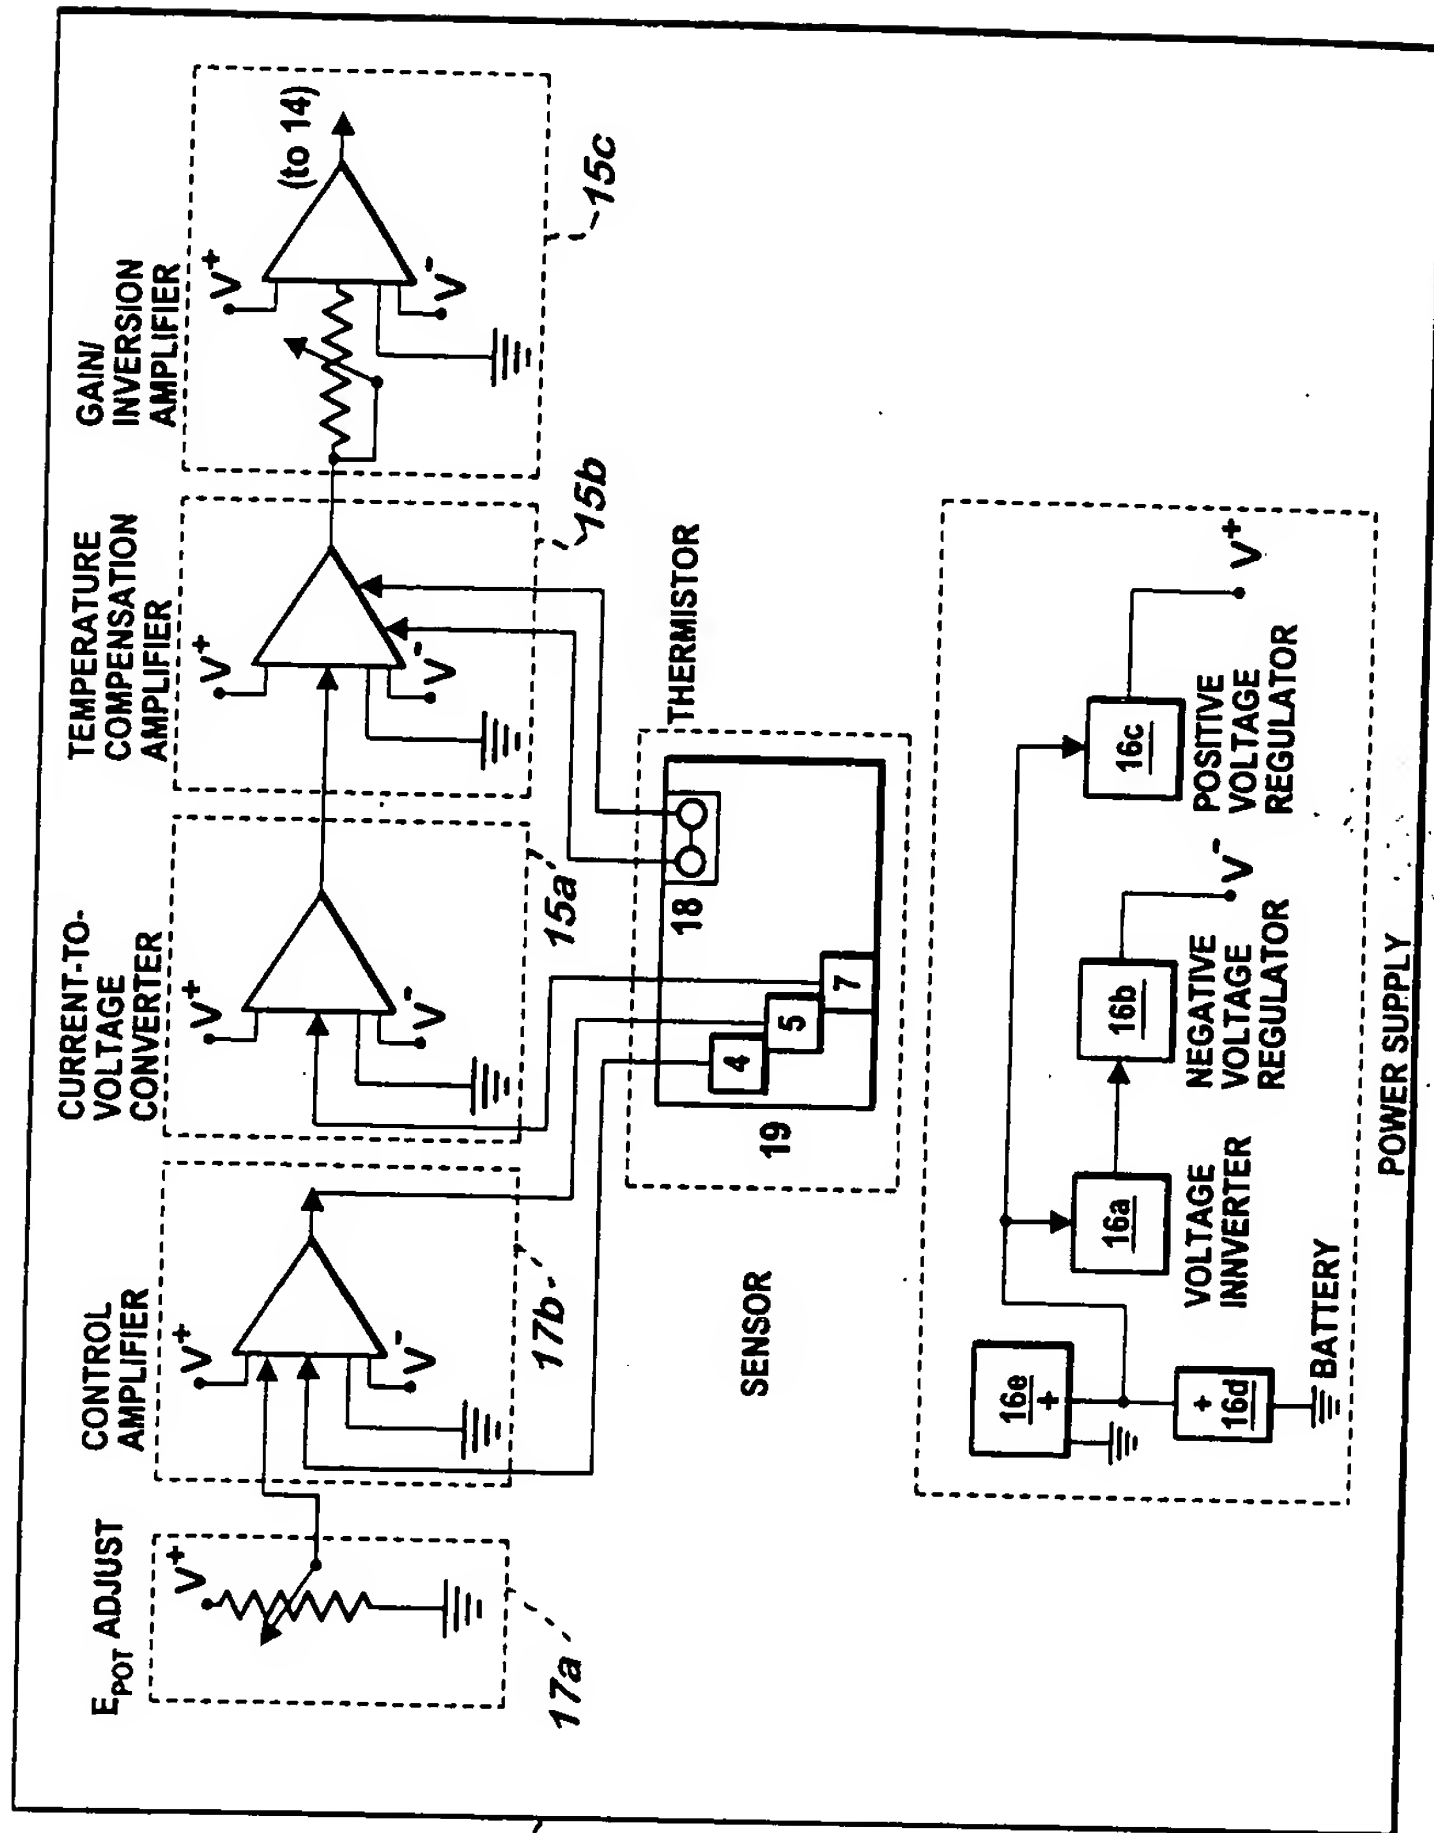 E_POT ADJUST
V+
17a
CONTROL
AMPLIFIER
V+
V-
17b
CURRENT-TO-
VOLTAGE
CONVERTER
V+
V-
15a
TEMPERATURE
COMPENSATION
AMPLIFIER
V+
V-
15b
GAIN/
INVERSION
AMPLIFIER
V+
V-
(to 14)
15c
SENSOR
19
4
5
7
18
THERMISTOR
16e
+
+
16d
BATTERY
16a
VOLTAGE
INNVERTER
16b
NEGATIVE
VOLTAGE
REGULATOR
V-
16c
POSITIVE
VOLTAGE
REGULATOR
V+
POWER SUPPLY